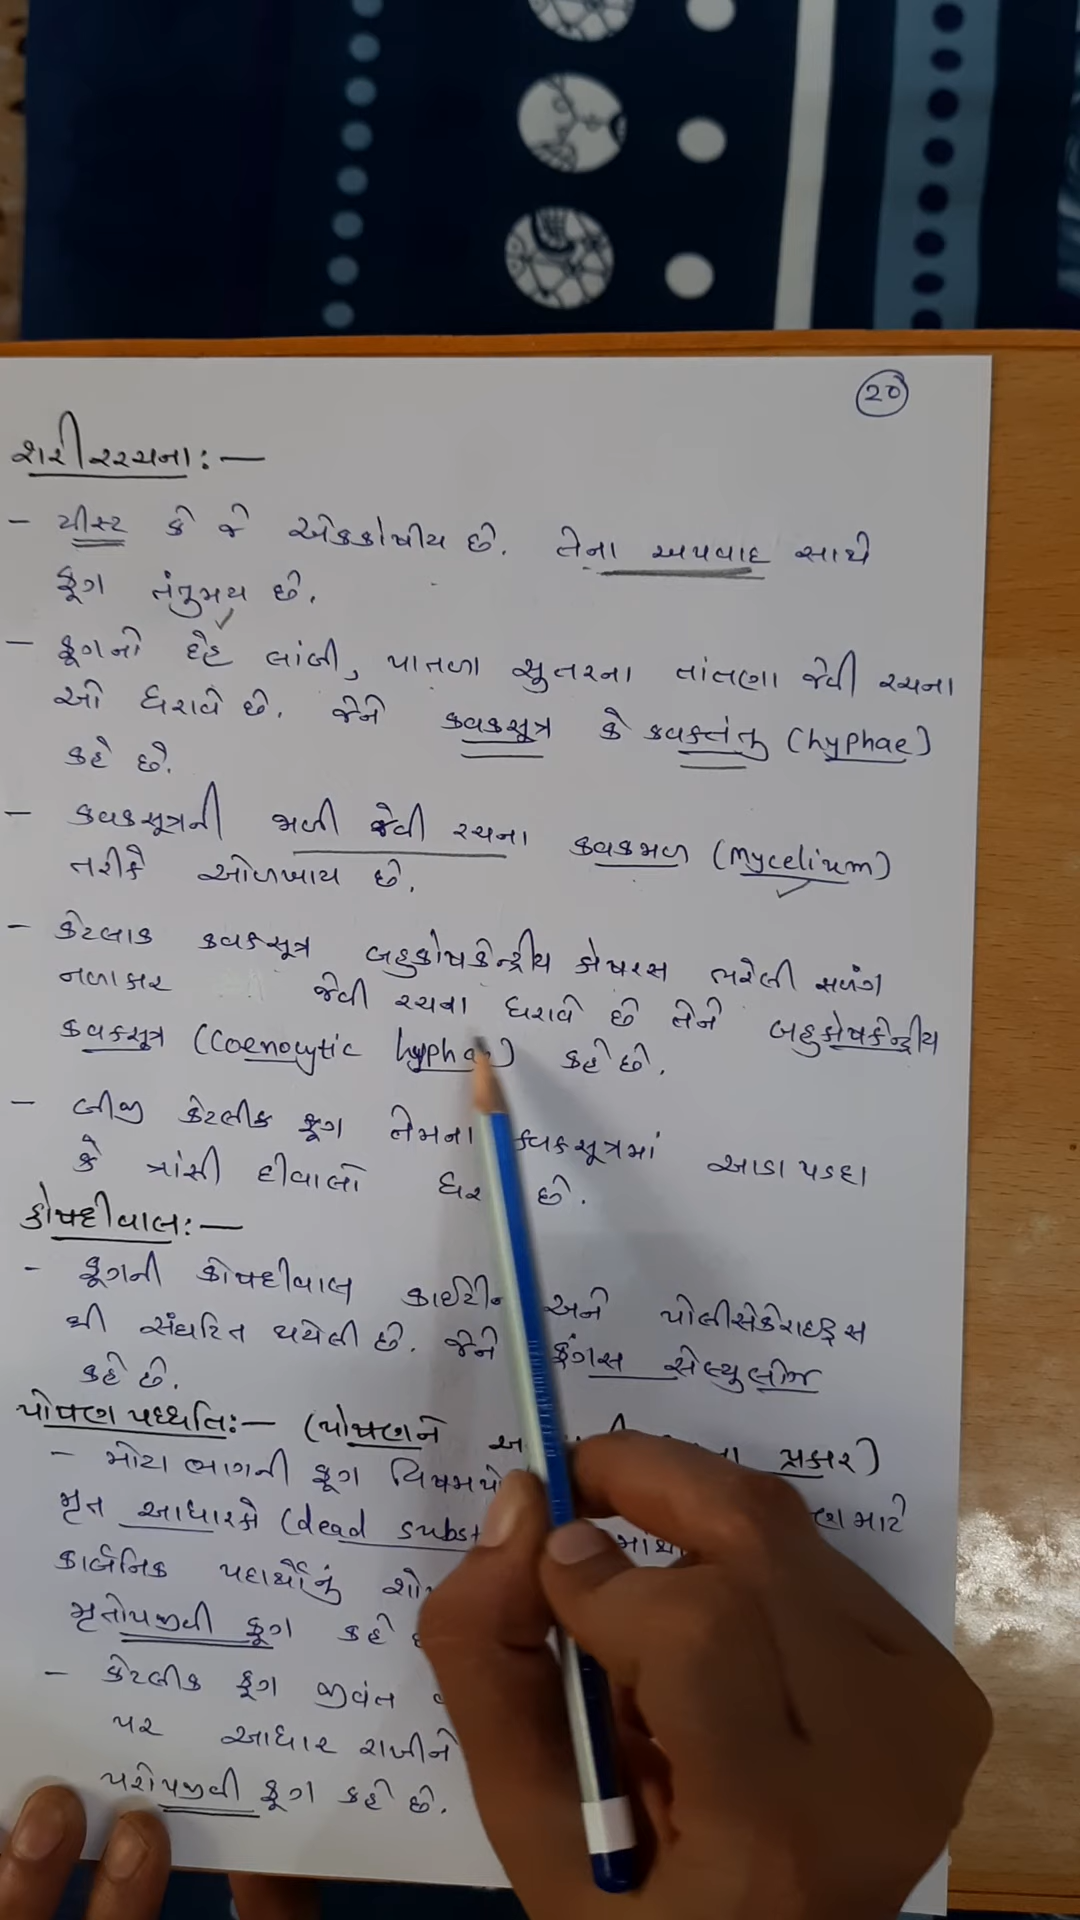 20
શરીરરચના :-
- યીસ્ટ કે જે એકકોષીય છે. તેના અપવાદ સાથે
ફૂગ તંતુમય છે.
- ફૂગનો દેહ લાંબી, પાતળા સુતરના તાંતણા જેવી રચના
ઓ ધરાવે છે. જેને કવકસૂત્ર કે કવકતંતુ (hyphae)
કહે છે.
- કવકસૂત્રની જાળી જેવી રચના કવકજાળ (Mycelium)
તરીકે ઓળખાય છે.
- કેટલાક કવકસૂત્ર બહુકોષકેન્દ્રીય કોષરસ ભરેલી સળંગ
નળાકાર જેવી રચના ધરાવે છે તેને બહુકોષકેન્દ્રીય
કવકસૂત્ર (Coenocytic hyphae) કહે છે.
- બીજી કેટલીક ફૂગ તેમના કવકસૂત્રમાં આડા પડદા
કે ત્રાંસી દીવાલો છે.
કોષદીવાલ :-
- ફૂગની કોષદીવાલ કાઈટીન અને પોલીસેકેરાઈડ્સ
થી સંઘટિત થયેલી છે. જેને ફંગસ સેલ્યુલોઝ
કહે છે.
પોષણ પધ્ધતિ :- (પોષણને પ્રકાર)
- મોટા ભાગની ફૂગ માટે
મૃત આધારકો (dead
કાર્બનિક પદાર્થોનું
મૃતોપજીવી ફૂગ કહે
- કેટલીક ફૂગ જીવંત
પર આધાર રાખીને
પરોપજીવી ફૂગ કહે છે.